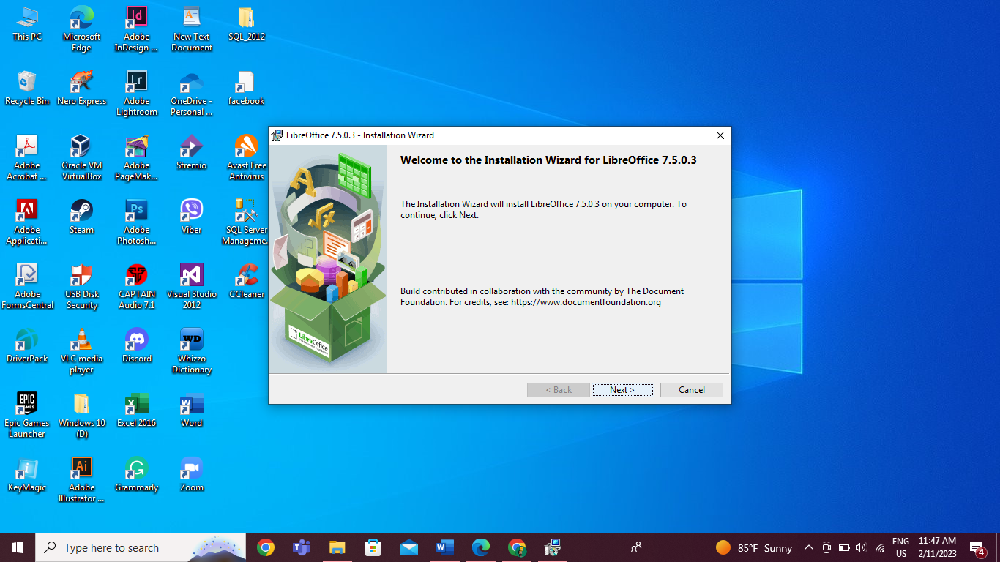 This PC
Microsoft
Edge
Adobe
InDesign ...
New Text
Document
SQL_2012
Recycle Bin
Nero Express
Adobe
Lightroom
OneDrive -
Personal ...
facebook
Adobe
Acrobat ...
Oracle VM
VirtualBox
Adobe
PageMak...
Stremio
Avast Free
Antivirus
Adobe
Applicati...
Steam
Adobe
Photosh...
Viber
SQL Server
Manageme...
Adobe
FormsCentral
USB Disk
Security
CAPTAIN
Audio 7.1
Visual Studio
2012
CCleaner
DriverPack
VLC media
player
Discord
Whizzo
Dictionary
Epic Games
Launcher
Windows 10
(D)
Excel 2016
Word
KeyMagic
Adobe
Illustrator ...
Grammarly
Zoom
LibreOffice 7.5.0.3 - Installation Wizard
Welcome to the Installation Wizard for LibreOffice 7.5.0.3
The Installation Wizard will install LibreOffice 7.5.0.3 on your computer. To
continue, click Next.
Build contributed in collaboration with the community by The Document
Foundation. For credits, see: https://www.documentfoundation.org
LibreOffice
The Document Foundation
< Back
Next >
Cancel
Type here to search
85°F Sunny
ENG
US
11:47 AM
2/11/2023
4